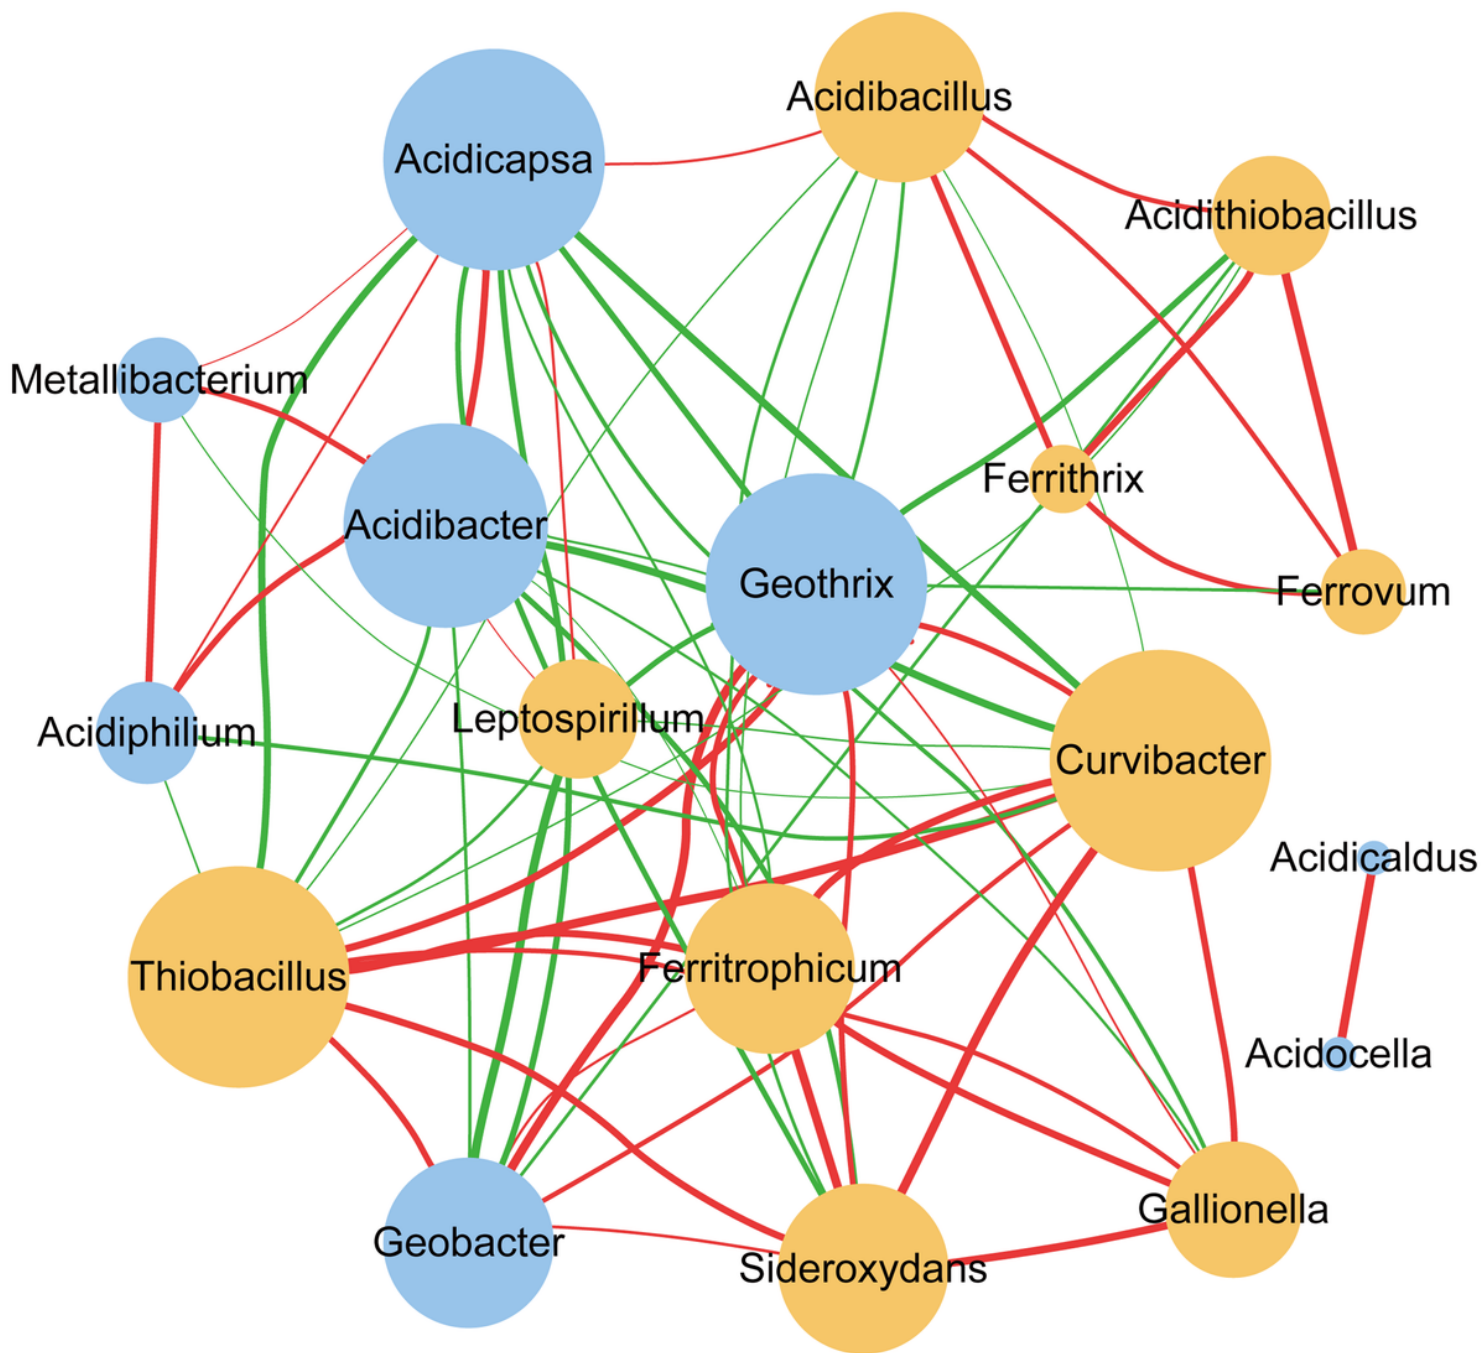 Acidibacillus
Acidicapsa
Acidithiobacillus
Metallibacterium
Ferrithrix
Acidibacter
Geothrix
Ferrovum
Leptospirillum
Acidiphilium
Curvibacter
Acidicaldus
Ferritrophicum
Thiobacillus
Acidocella
Gallionella
Geobacter
Sideroxydans